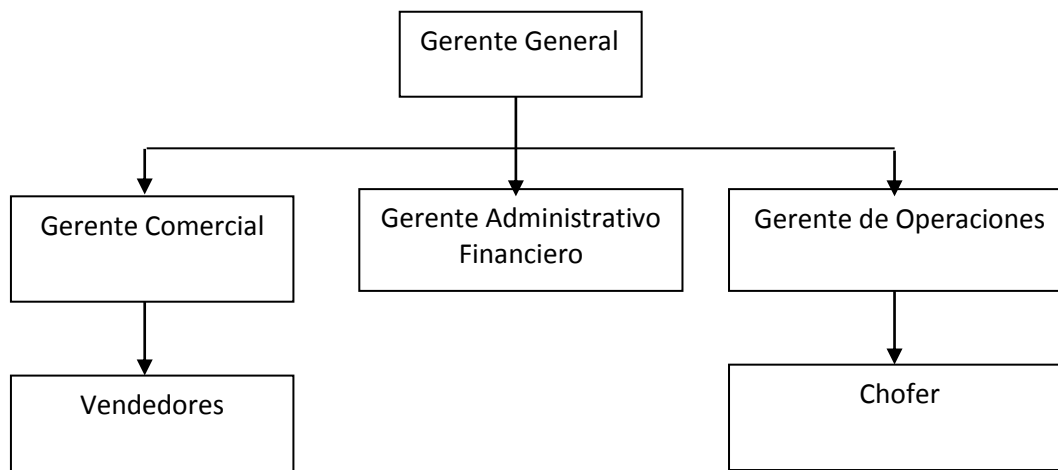 Gerente General
Gerente Comercial
Gerente Administrativo
Financiero
Gerente de Operaciones
Vendedores
Chofer